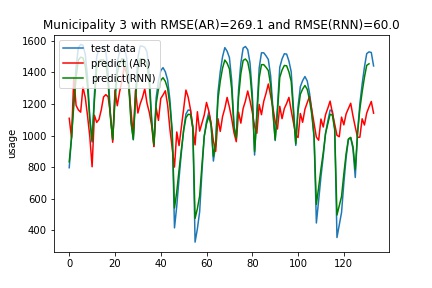 Municipality 3 with RMSE(AR)=269.1 and RMSE(RNN)=60.0
test data
predict (AR)
predict(RNN)
usage
1600
1400
1200
1000
800
600
400
0 20 40 60 80 100 120